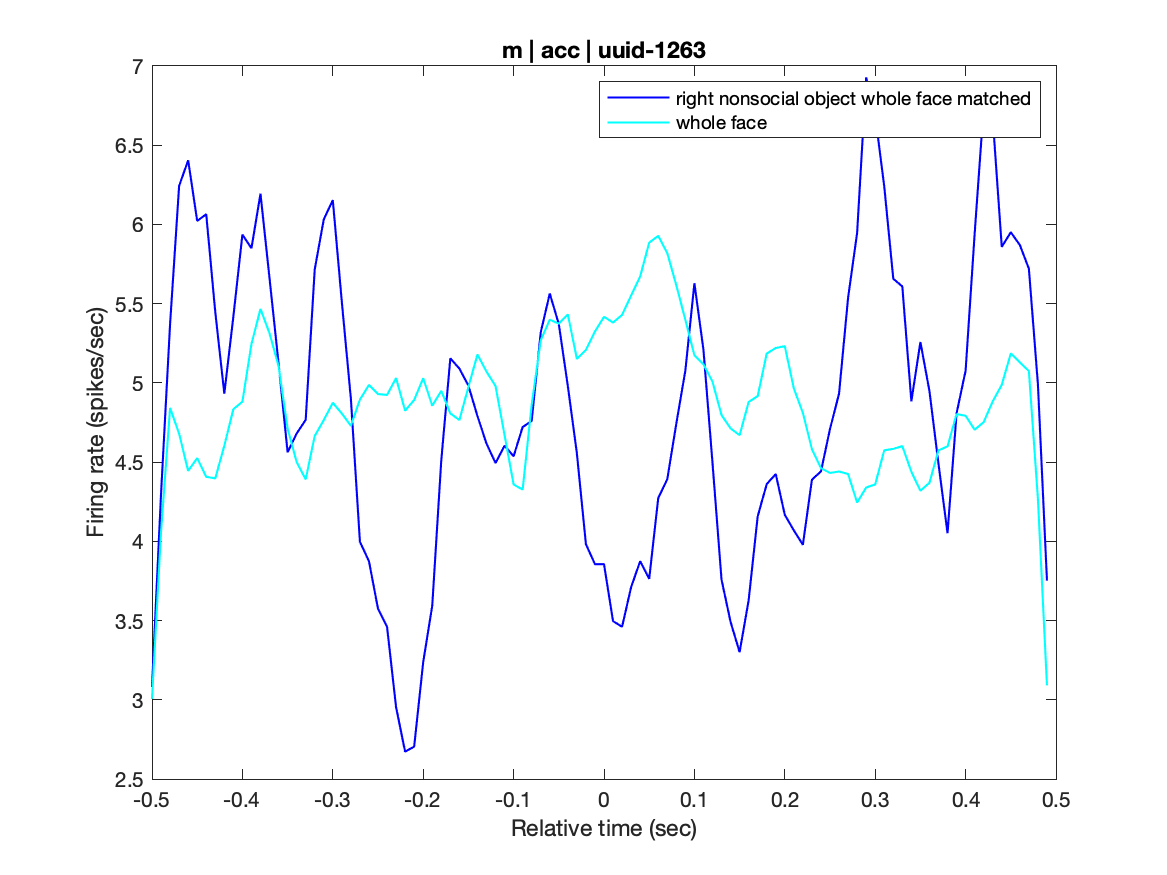 m | acc | uuid-1263
7
right nonsocial object whole face matched
whole face
6.5
6
5.5
5
4.5
4
3.5
3
2.5
Firing rate (spikes/sec)
-0.5 -0.4 -0.3 -0.2 -0.1 0 0.1 0.2 0.3 0.4 0.5
Relative time (sec)